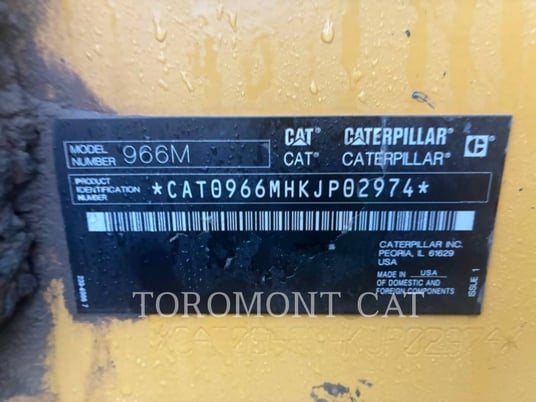 MODEL NUMBER 966M
CAT CATERPILLAR C
CAT® CATERPILLAR®
PRODUCT IDENTIFICATION NUMBER *CAT0966MHKJP02974*
CATERPILLAR INC.
PEORIA, IL 61629
USA
MADE IN USA
OF DOMESTIC AND
FOREIGN COMPONENTS
ISSUE 1
TOROMONT CAT